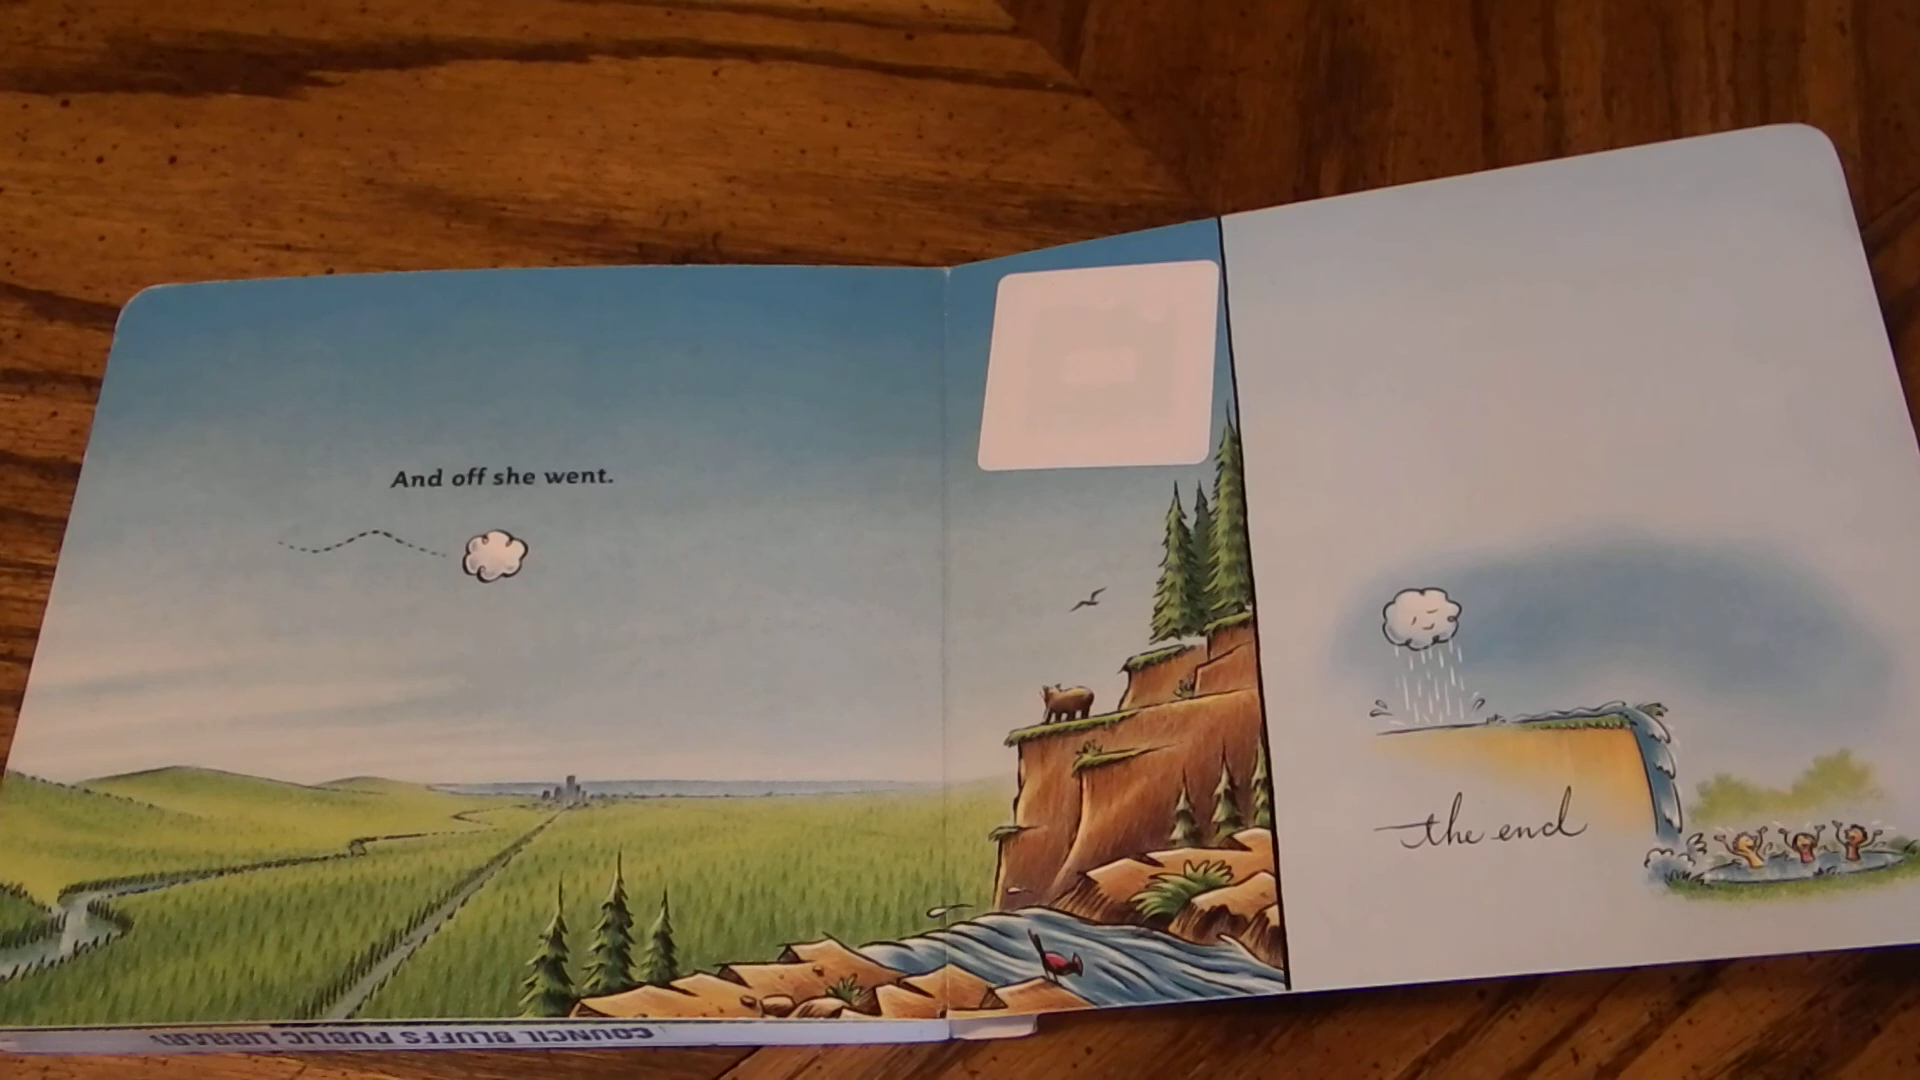 And off she went.
the end
COUNCIL BLUFFS PUBLIC LIBRARY